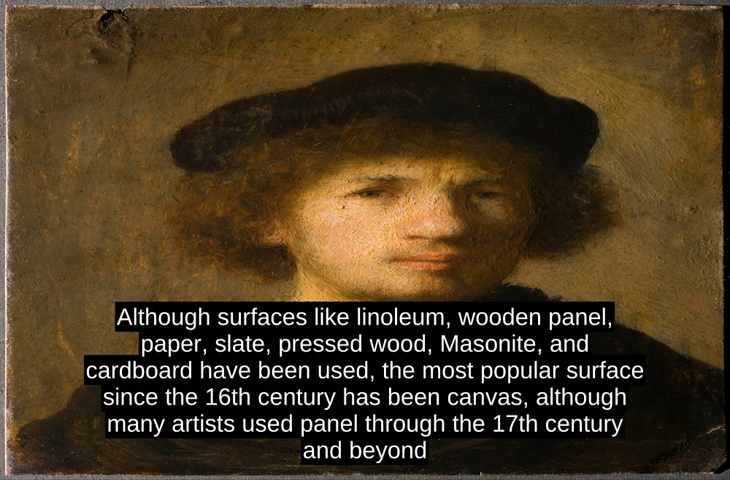 Although surfaces like linoleum, wooden panel,
paper, slate, pressed wood, Masonite, and
cardboard have been used, the most popular surface
since the 16th century has been canvas, although
many artists used panel through the 17th century
and beyond